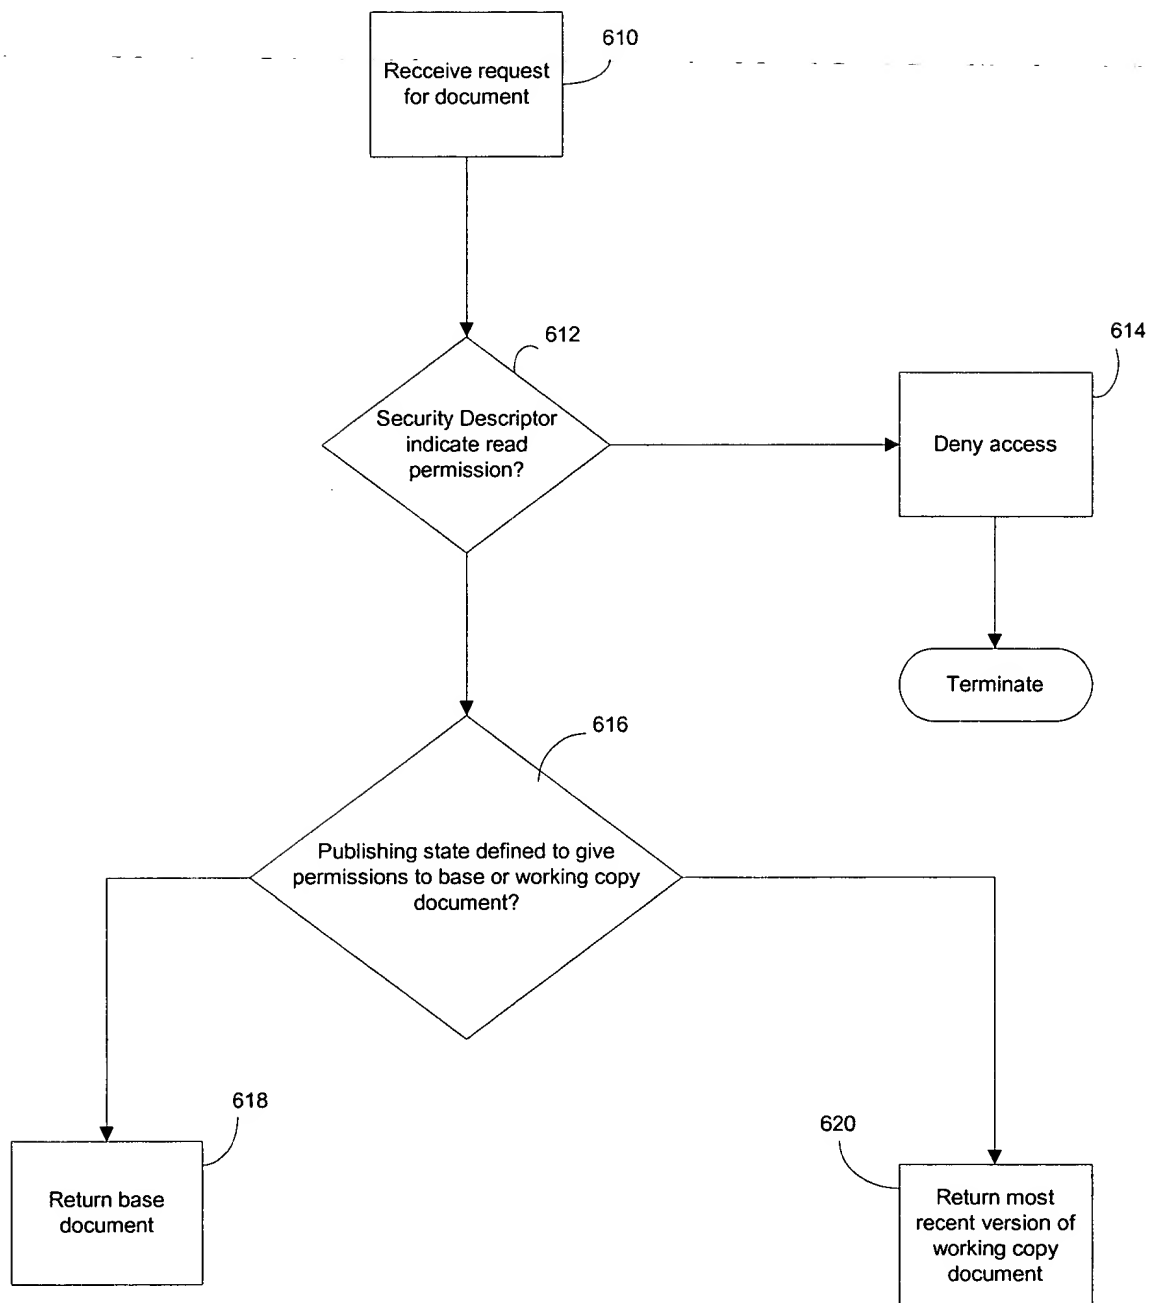 610
Recceive request
for document
612
Security Descriptor
indicate read
permission?
614
Deny access
Terminate
616
Publishing state defined to give
permissions to base or working copy
document?
618
Return base
document
620
Return most
recent version of
working copy
document